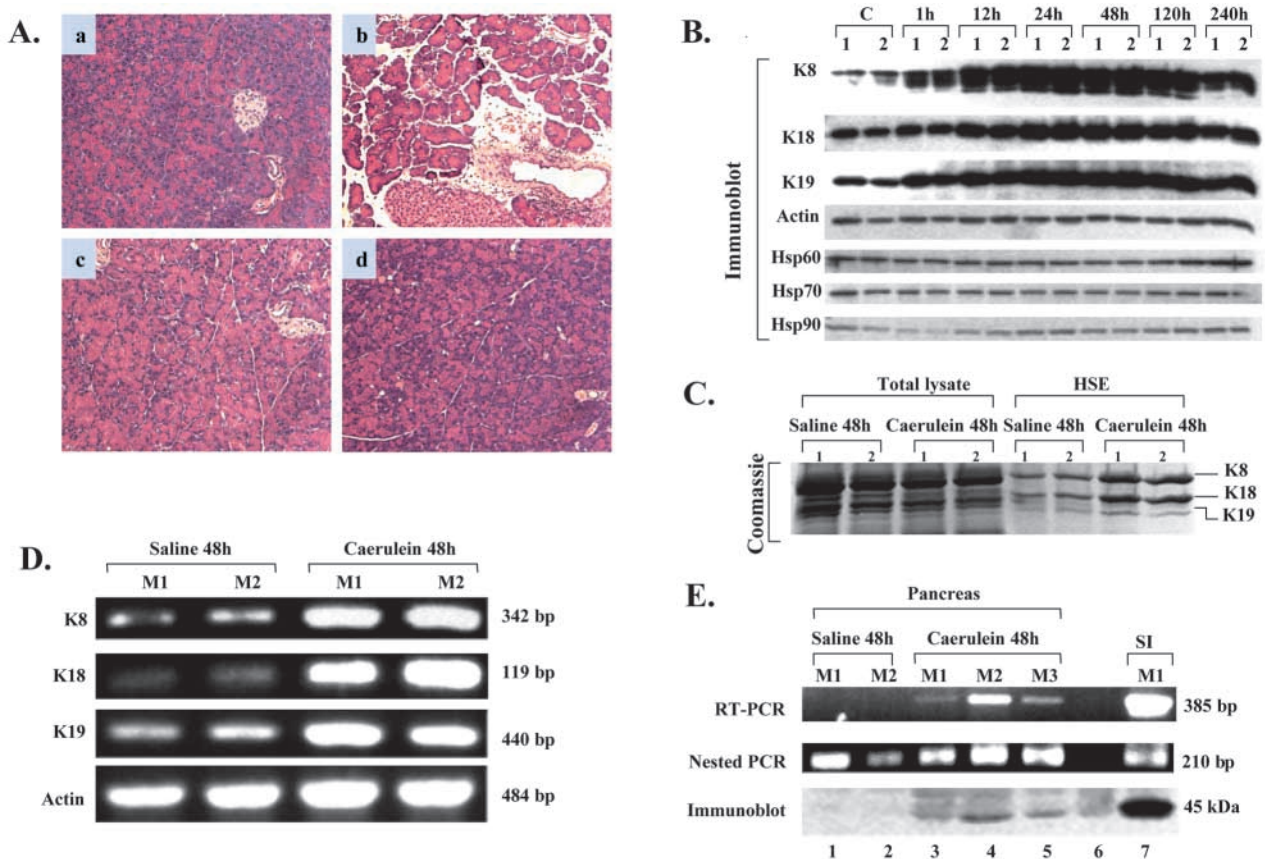 A.
a
b
c
d
B.
C 1h 12h 24h 48h 120h 240h
1 2 1 2 1 2 1 2 1 2 1 2 1 2
Immunoblot
K8
K18
K19
Actin
Hsp60
Hsp70
Hsp90
C.
Total lysate HSE
Saline 48h Caerulein 48h Saline 48h Caerulein 48h
1 2 1 2 1 2 1 2
Coomassie
K8
K18
K19
D.
Saline 48h Caerulein 48h
M1 M2 M1 M2
K8 342 bp
K18 119 bp
K19 440 bp
Actin 484 bp
E.
Pancreas
Saline 48h Caerulein 48h SI
M1 M2 M1 M2 M3 M1
RT-PCR 385 bp
Nested PCR 210 bp
Immunoblot 45 kDa
1 2 3 4 5 6 7